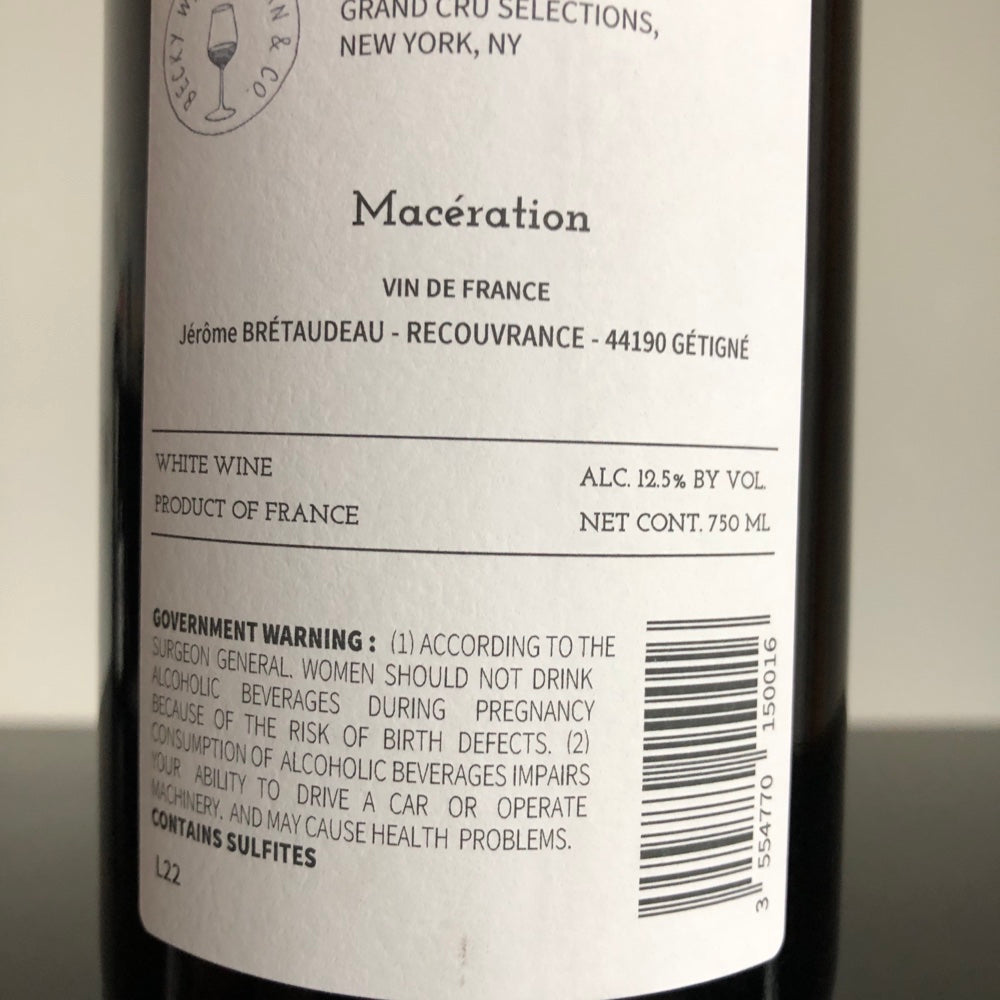 BECKY
N & CO.
GRAND CRU SELECTIONS,
NEW YORK, NY
Macération
VIN DE FRANCE
Jérôme BRÉTAUDEAU - RECOUVRANCE - 44190 GÉTIGNÉ
WHITE WINE
ALC. 12.5% BY VOL.
PRODUCT OF FRANCE
NET CONT. 750 ML
GOVERNMENT WARNING : (1) ACCORDING TO THE
SURGEON GENERAL. WOMEN SHOULD NOT DRINK
ALCOHOLIC BEVERAGES DURING PREGNANCY
BECAUSE OF THE RISK OF BIRTH DEFECTS. (2)
CONSUMPTION OF ALCOHOLIC BEVERAGES IMPAIRS
YOUR ABILITY TO DRIVE A CAR OR OPERATE
MACHINERY. AND MAY CAUSE HEALTH PROBLEMS.
CONTAINS SULFITES
L22
3 554770 150016